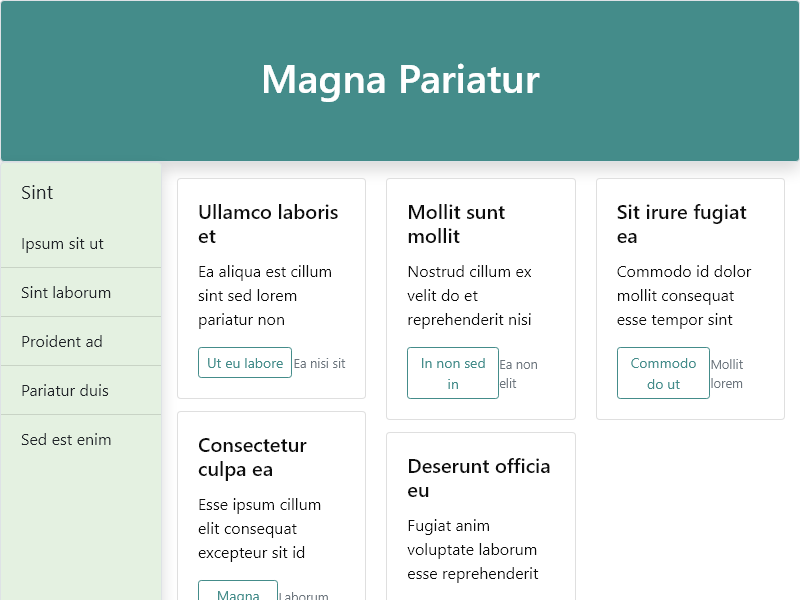 Magna Pariatur
Sint
Ipsum sit ut
Sint laborum
Proident ad
Pariatur duis
Sed est enim
Ullamco laboris
et
Ea aliqua est cillum
sint sed lorem
pariatur non
Ut eu labore
Ea nisi sit
Consectetur
culpa ea
Esse ipsum cillum
elit consequat
excepteur sit id
Magna
Laborum
Mollit sunt
mollit
Nostrud cillum ex
velit do et
reprehenderit nisi
In non sed
in
Ea non
elit
Deserunt officia
eu
Fugiat anim
voluptate laborum
esse reprehenderit
Sit irure fugiat
ea
Commodo id dolor
mollit consequat
esse tempor sint
Commodo
do ut
Mollit
lorem